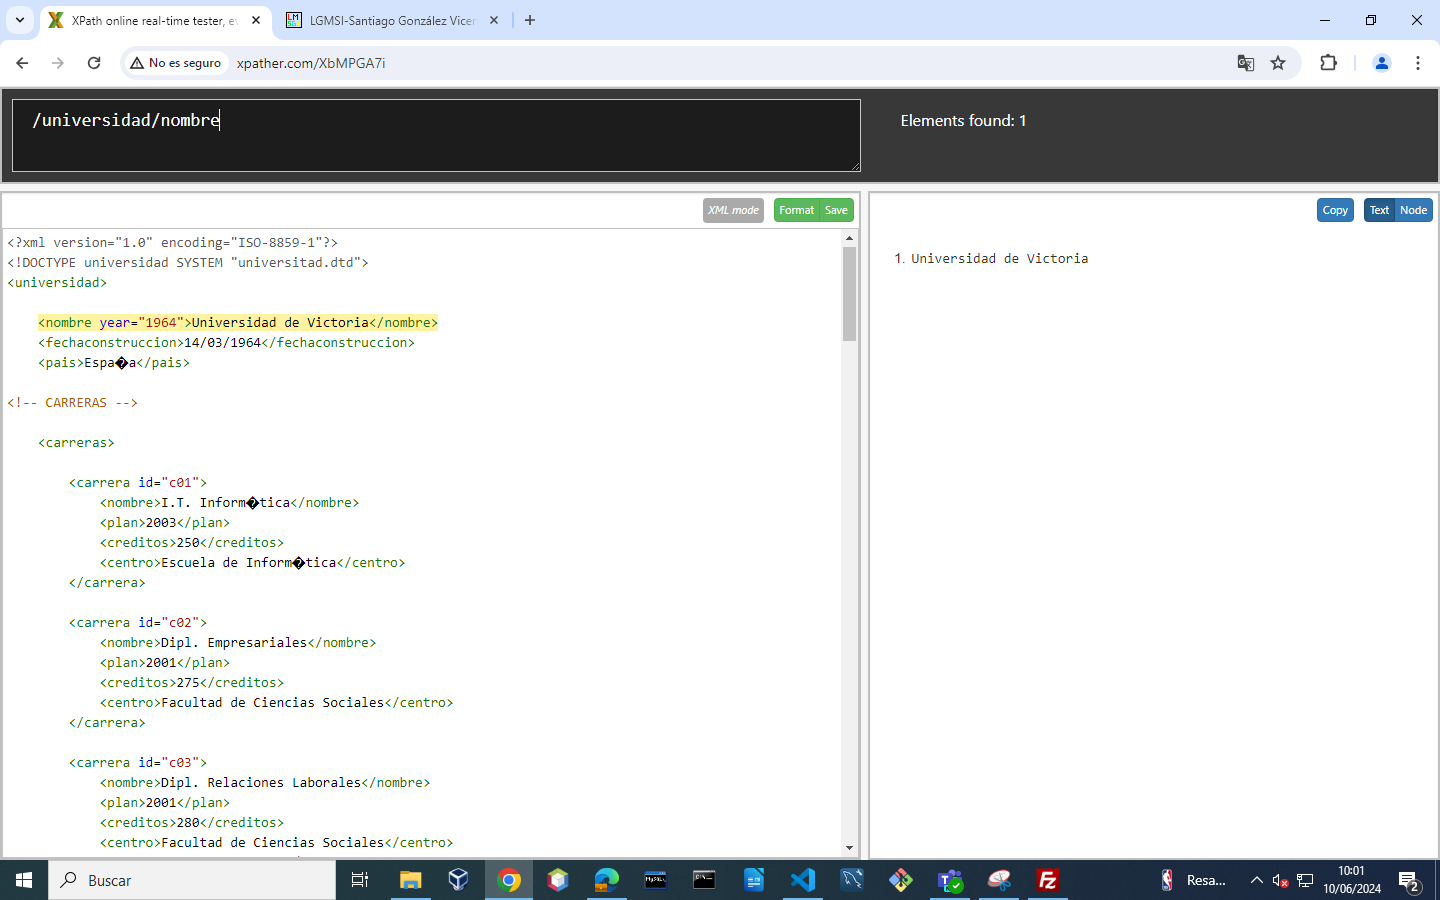 XPath online real-time tester, ev
LGMSI-Santiago González Vicen
No es seguro
xpather.com/XbMPGA7i
/universidad/nombre
Elements found: 1
XML mode
Format
Save
Copy
Text
Node
<?xml version="1.0" encoding="ISO-8859-1"?>
<!DOCTYPE universidad SYSTEM "universitad.dtd">
<universidad>
<nombre year="1964">Universidad de Victoria</nombre>
<fechaconstruccion>14/03/1964</fechaconstruccion>
<pais>Espa�a</pais>
<!-- CARRERAS -->
<carreras>
<carrera id="c01">
<nombre>I.T. Inform�tica</nombre>
<plan>2003</plan>
<creditos>250</creditos>
<centro>Escuela de Inform�tica</centro>
</carrera>
<carrera id="c02">
<nombre>Dipl. Empresariales</nombre>
<plan>2001</plan>
<creditos>275</creditos>
<centro>Facultad de Ciencias Sociales</centro>
</carrera>
<carrera id="c03">
<nombre>Dipl. Relaciones Laborales</nombre>
<plan>2001</plan>
<creditos>280</creditos>
<centro>Facultad de Ciencias Sociales</centro>
1. Universidad de Victoria
Buscar
Resa...
10:01
10/06/2024
2